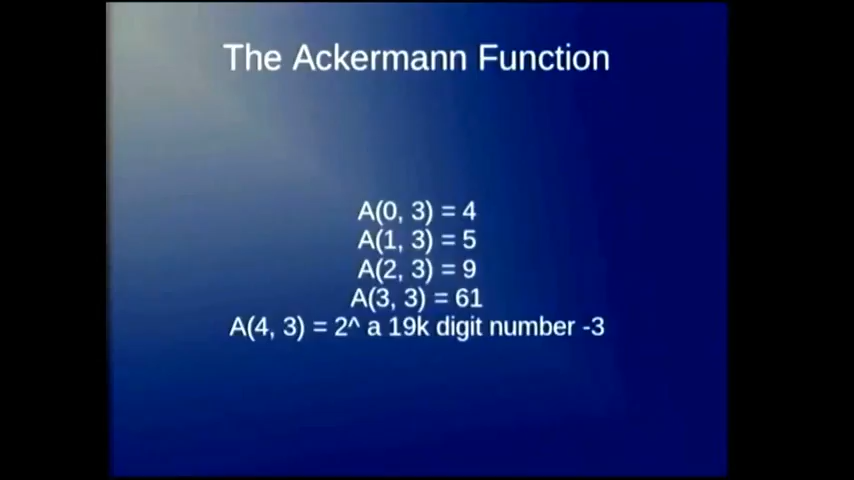 The Ackermann Function
A(0, 3) = 4
A(1, 3) = 5
A(2, 3) = 9
A(3, 3) = 61
A(4, 3) = 2^ a 19k digit number -3